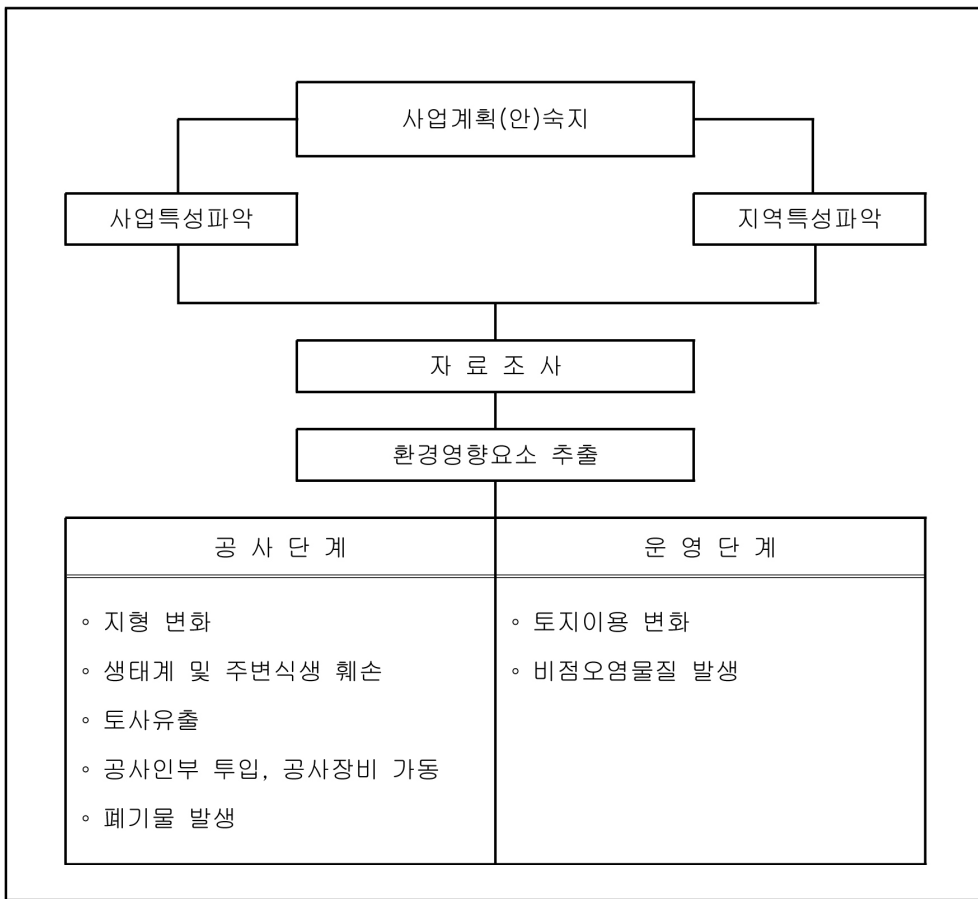 사업계획(안)숙지
사업특성파악
지역특성파악
자 료 조 사
환경영향요소 추출
공 사 단 계
◦ 지형 변화
◦ 생태계 및 주변식생 훼손
◦ 토사유출
◦ 공사인부 투입, 공사장비 가동
◦ 폐기물 발생
운 영 단 계
◦ 토지이용 변화
◦ 비점오염물질 발생